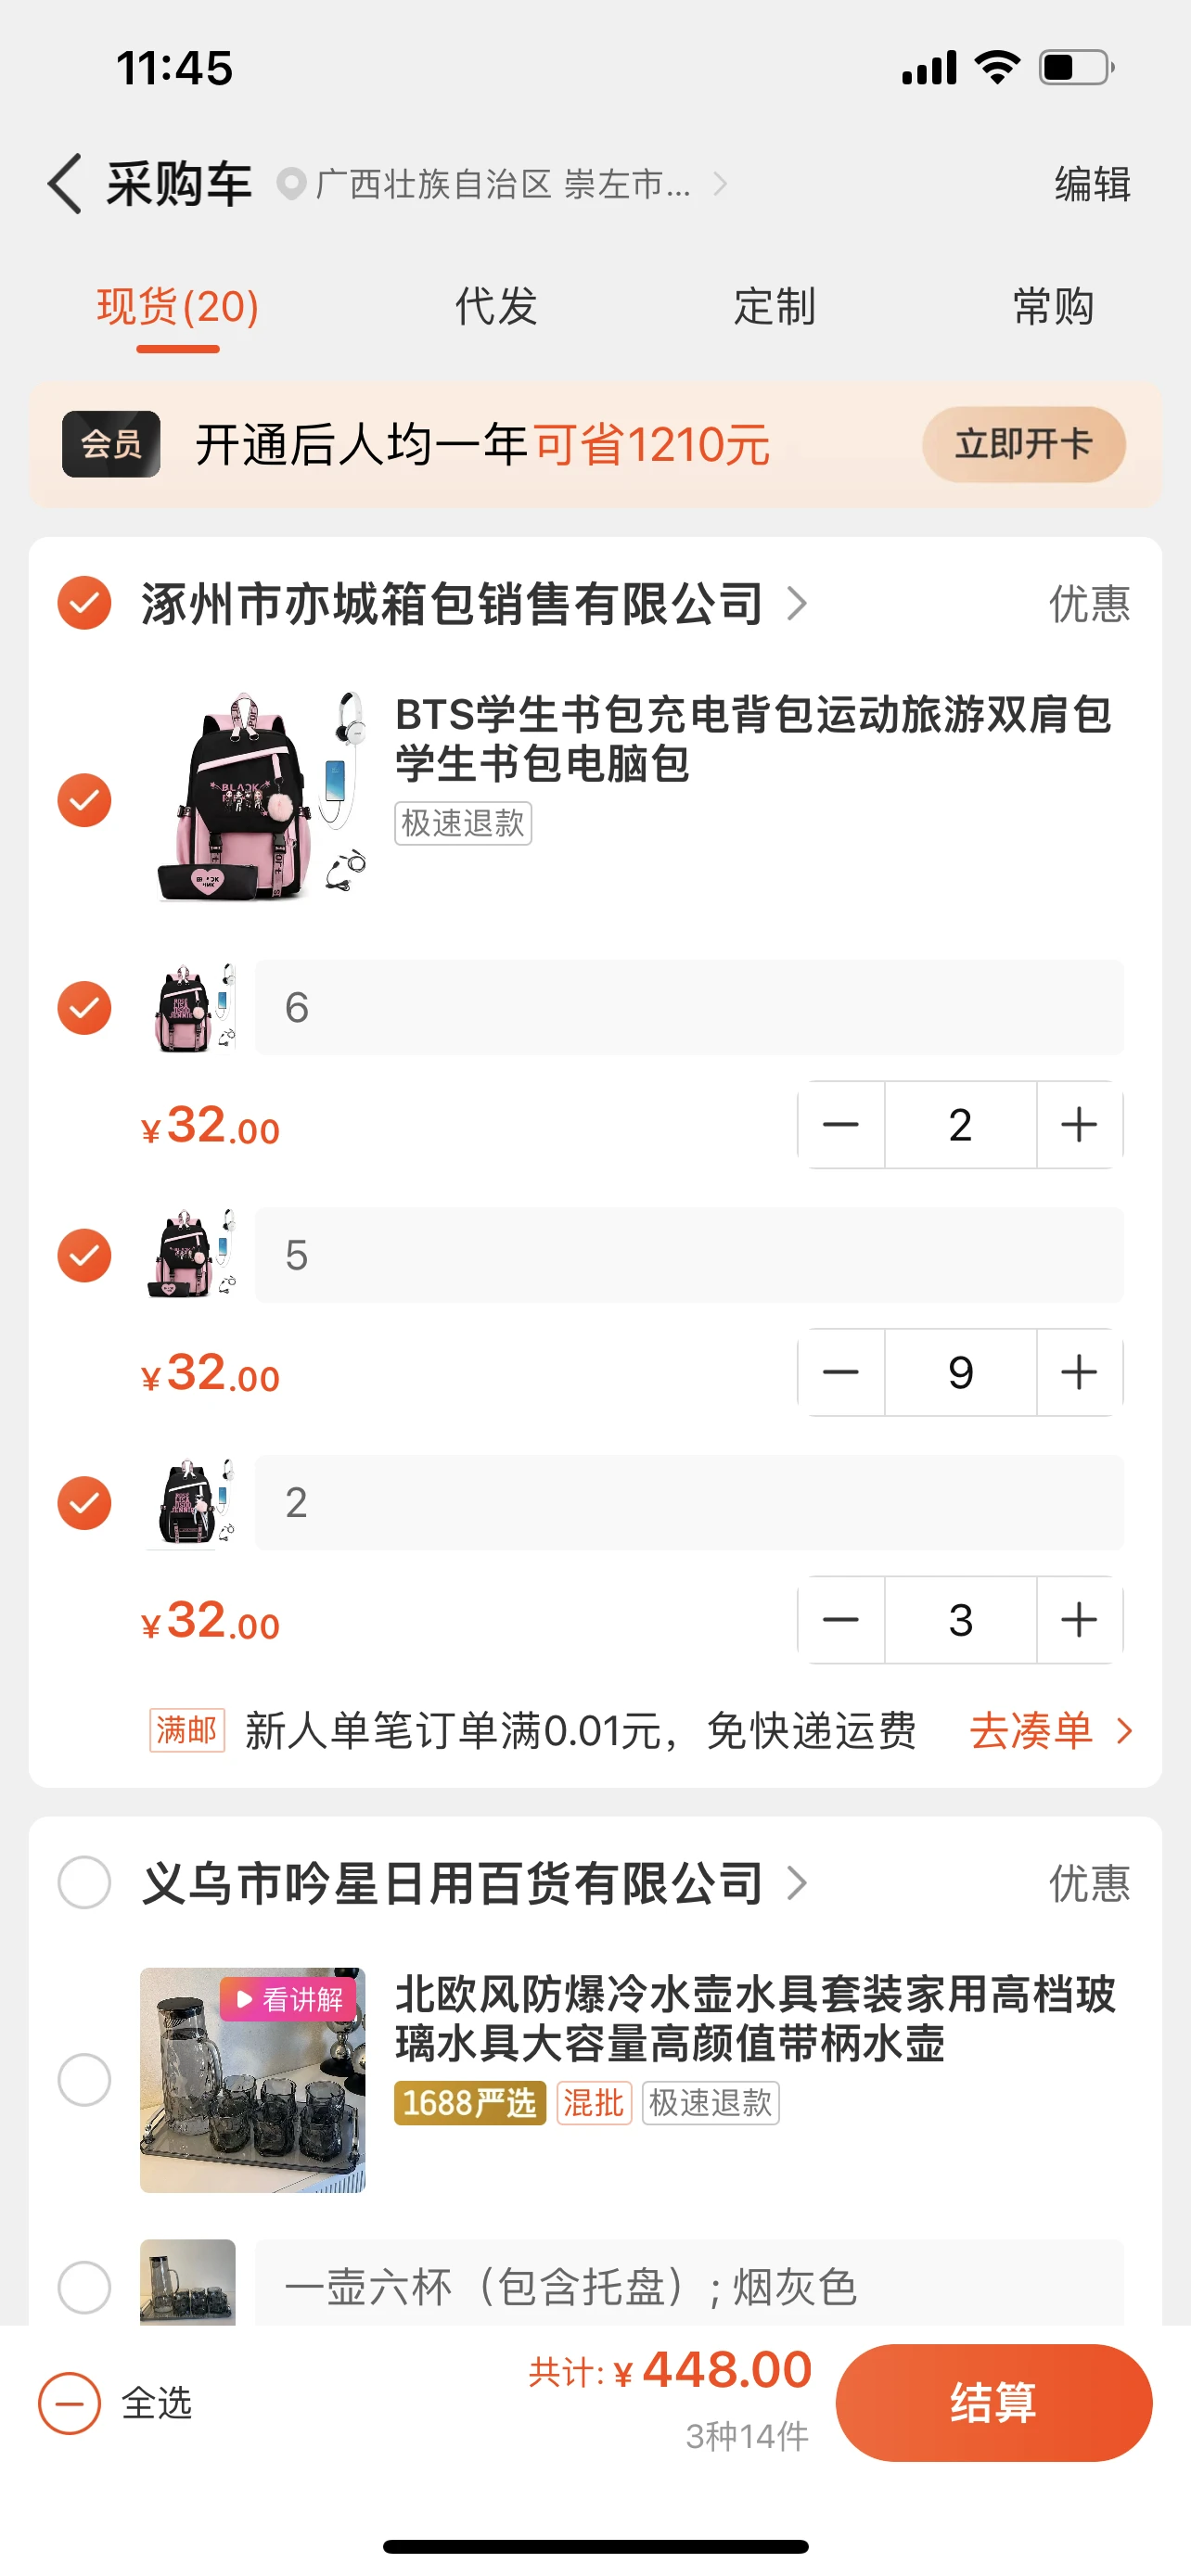 11:45
采购车 广西壮族自治区 崇左市... 编辑
现货(20) 代发 定制 常购
会员 开通后人均一年可省1210元 立即开卡
涿州市亦城箱包销售有限公司 优惠
BTS学生书包充电背包运动旅游双肩包
学生书包电脑包
极速退款
6
¥32.00 2
5
¥32.00 9
2
¥32.00 3
满邮 新人单笔订单满0.01元，免快递运费 去凑单
义乌市吟星日用百货有限公司 优惠
看讲解
北欧风防爆冷水壶水具套装家用高档玻
璃水具大容量高颜值带柄水壶
1688严选 混批 极速退款
一壶六杯（包含托盘）; 烟灰色
全选 共计: ¥448.00 结算
3种14件